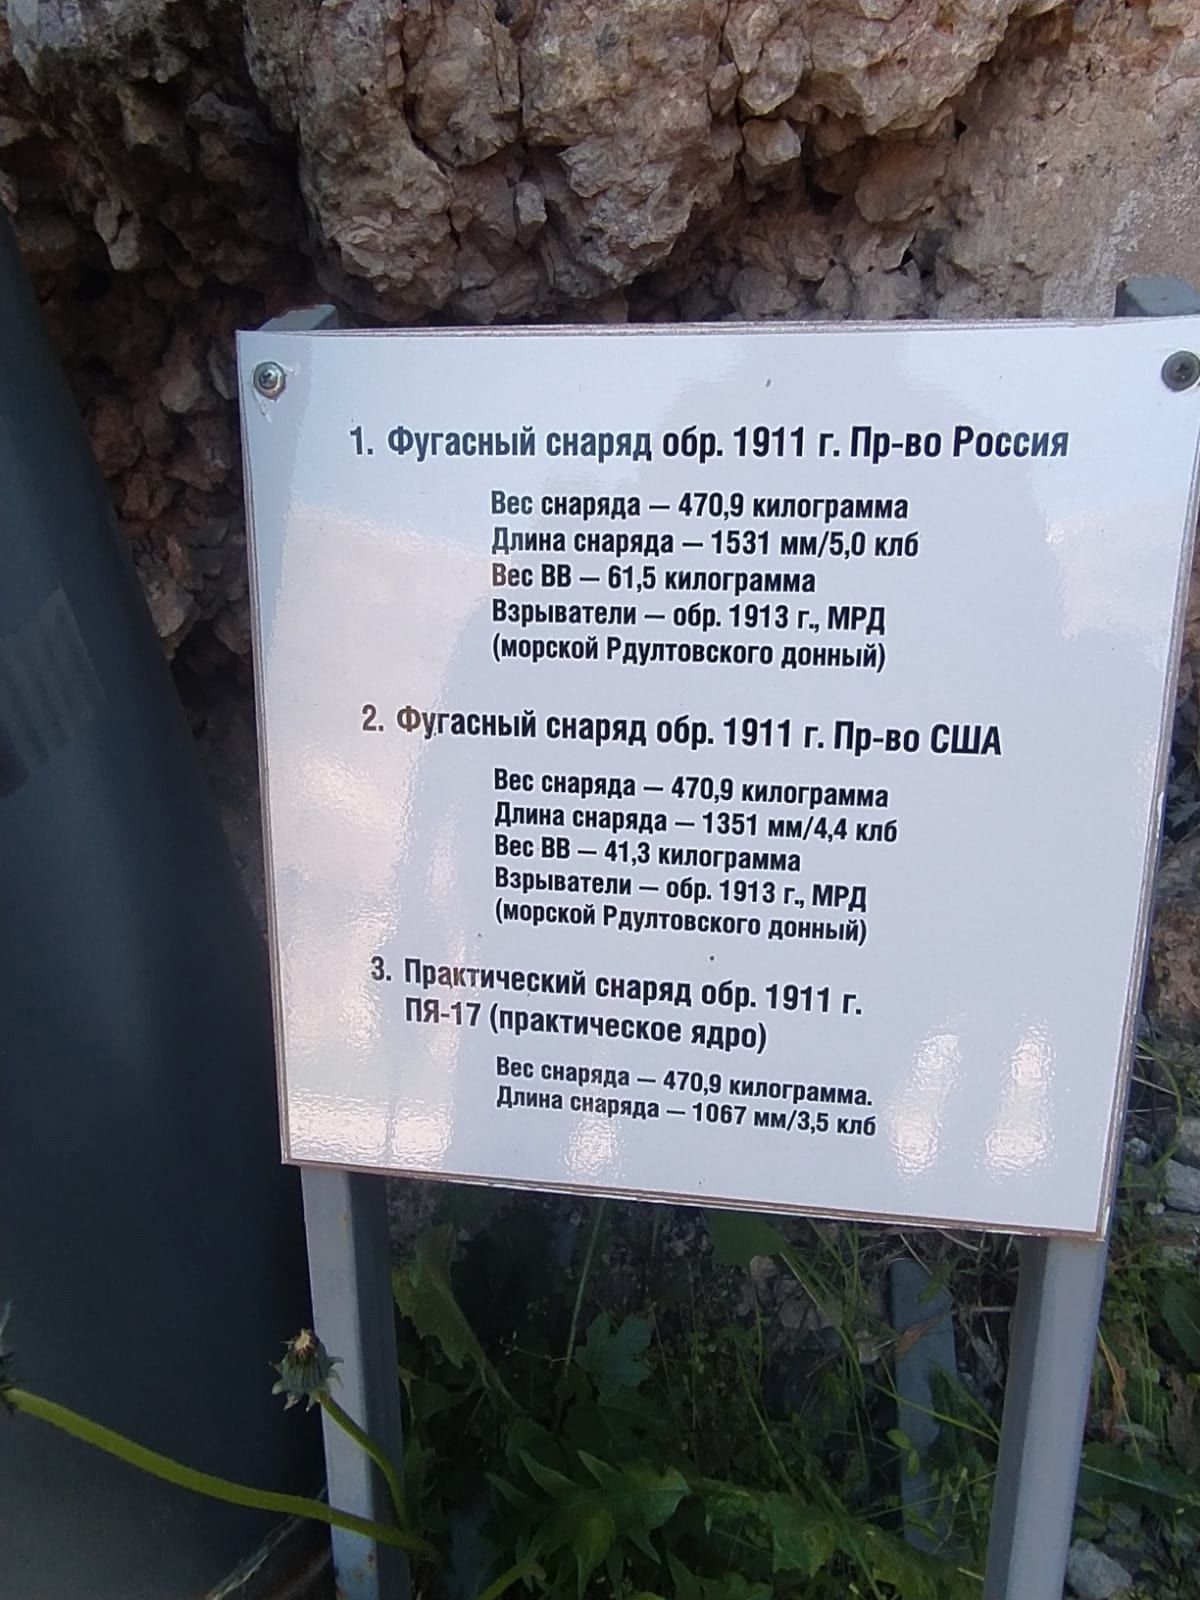 1. Фугасный снаряд обр. 1911 г. Пр-во Россия
Вес снаряда — 470,9 килограмма
Длина снаряда — 1531 мм/5,0 клб
Вес ВВ — 61,5 килограмма
Взрыватели — обр. 1913 г., МРД
(морской Рдултовского донный)
2. Фугасный снаряд обр. 1911 г. Пр-во США
Вес снаряда — 470,9 килограмма
Длина снаряда — 1351 мм/4,4 клб
Вес ВВ — 41,3 килограмма
Взрыватели — обр. 1913 г., МРД
(морской Рдултовского донный)
3. Практический снаряд обр. 1911 г.
ПЯ-17 (практическое ядро)
Вес снаряда — 470,9 килограмма.
Длина снаряда — 1067 мм/3,5 клб